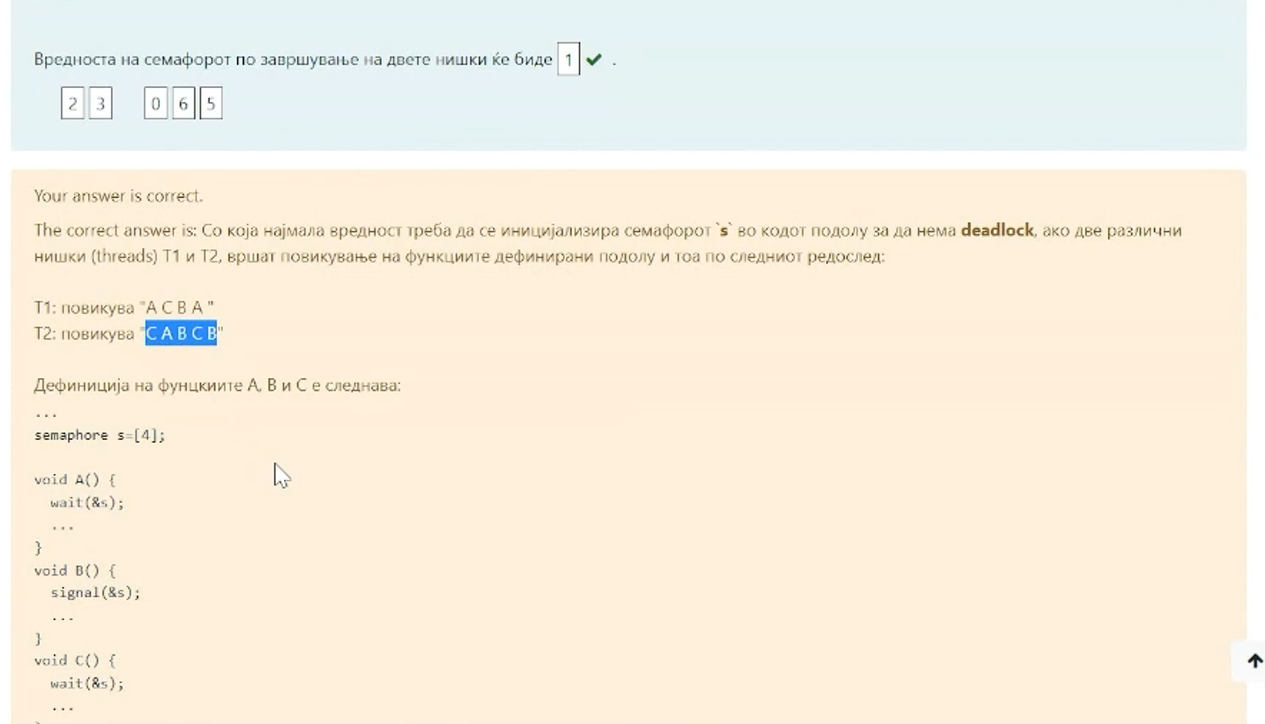 Вредноста на семафорот по завршување на двете нишки ќе биде 1 .
2 3 0 6 5
Your answer is correct.
The correct answer is: Со која најмала вредност треба да се иницијализира семафорот `s` во кодот подолу за да нема deadlock, ако две различни
нишки (threads) T1 и T2, вршат повикување на функциите дефинирани подолу и тоа по следниот редослед:
T1: повикува "A C B A "
T2: повикува "C A B C B"
Дефиниција на фунцкиите A, B и C е следнава:
...
semaphore s=[4];
void A() {
wait(&s);
...
}
void B() {
signal(&s);
...
}
void C() {
wait(&s);
...